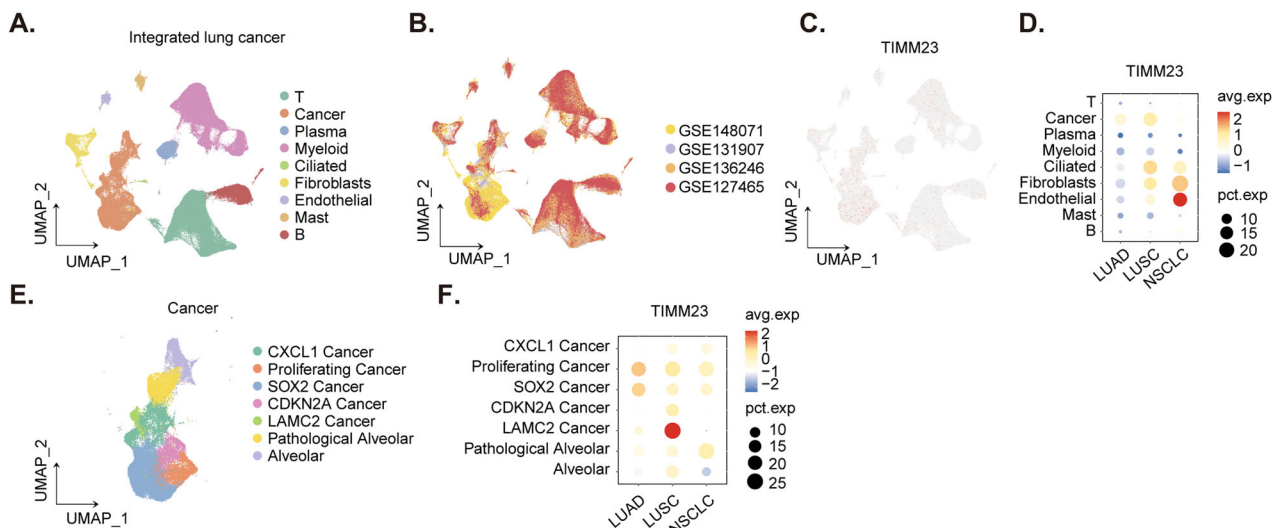 A.
Integrated lung cancer
UMAP_2
UMAP_1
T
Cancer
Plasma
Myeloid
Ciliated
Fibroblasts
Endothelial
Mast
B
B.
UMAP_2
UMAP_1
GSE148071
GSE131907
GSE136246
GSE127465
C.
TIMM23
UMAP_2
UMAP_1
D.
TIMM23
T
Cancer
Plasma
Myeloid
Ciliated
Fibroblasts
Endothelial
Mast
B
LUAD
LUSC
NSCLC
avg.exp
2
1
0
−1
pct.exp
10
15
20
E.
Cancer
UMAP_2
UMAP_1
CXCL1 Cancer
Proliferating Cancer
SOX2 Cancer
CDKN2A Cancer
LAMC2 Cancer
Pathological Alveolar
Alveolar
F.
TIMM23
CXCL1 Cancer
Proliferating Cancer
SOX2 Cancer
CDKN2A Cancer
LAMC2 Cancer
Pathological Alveolar
Alveolar
LUAD
LUSC
NSCLC
avg.exp
2
1
0
−1
−2
pct.exp
10
15
20
25